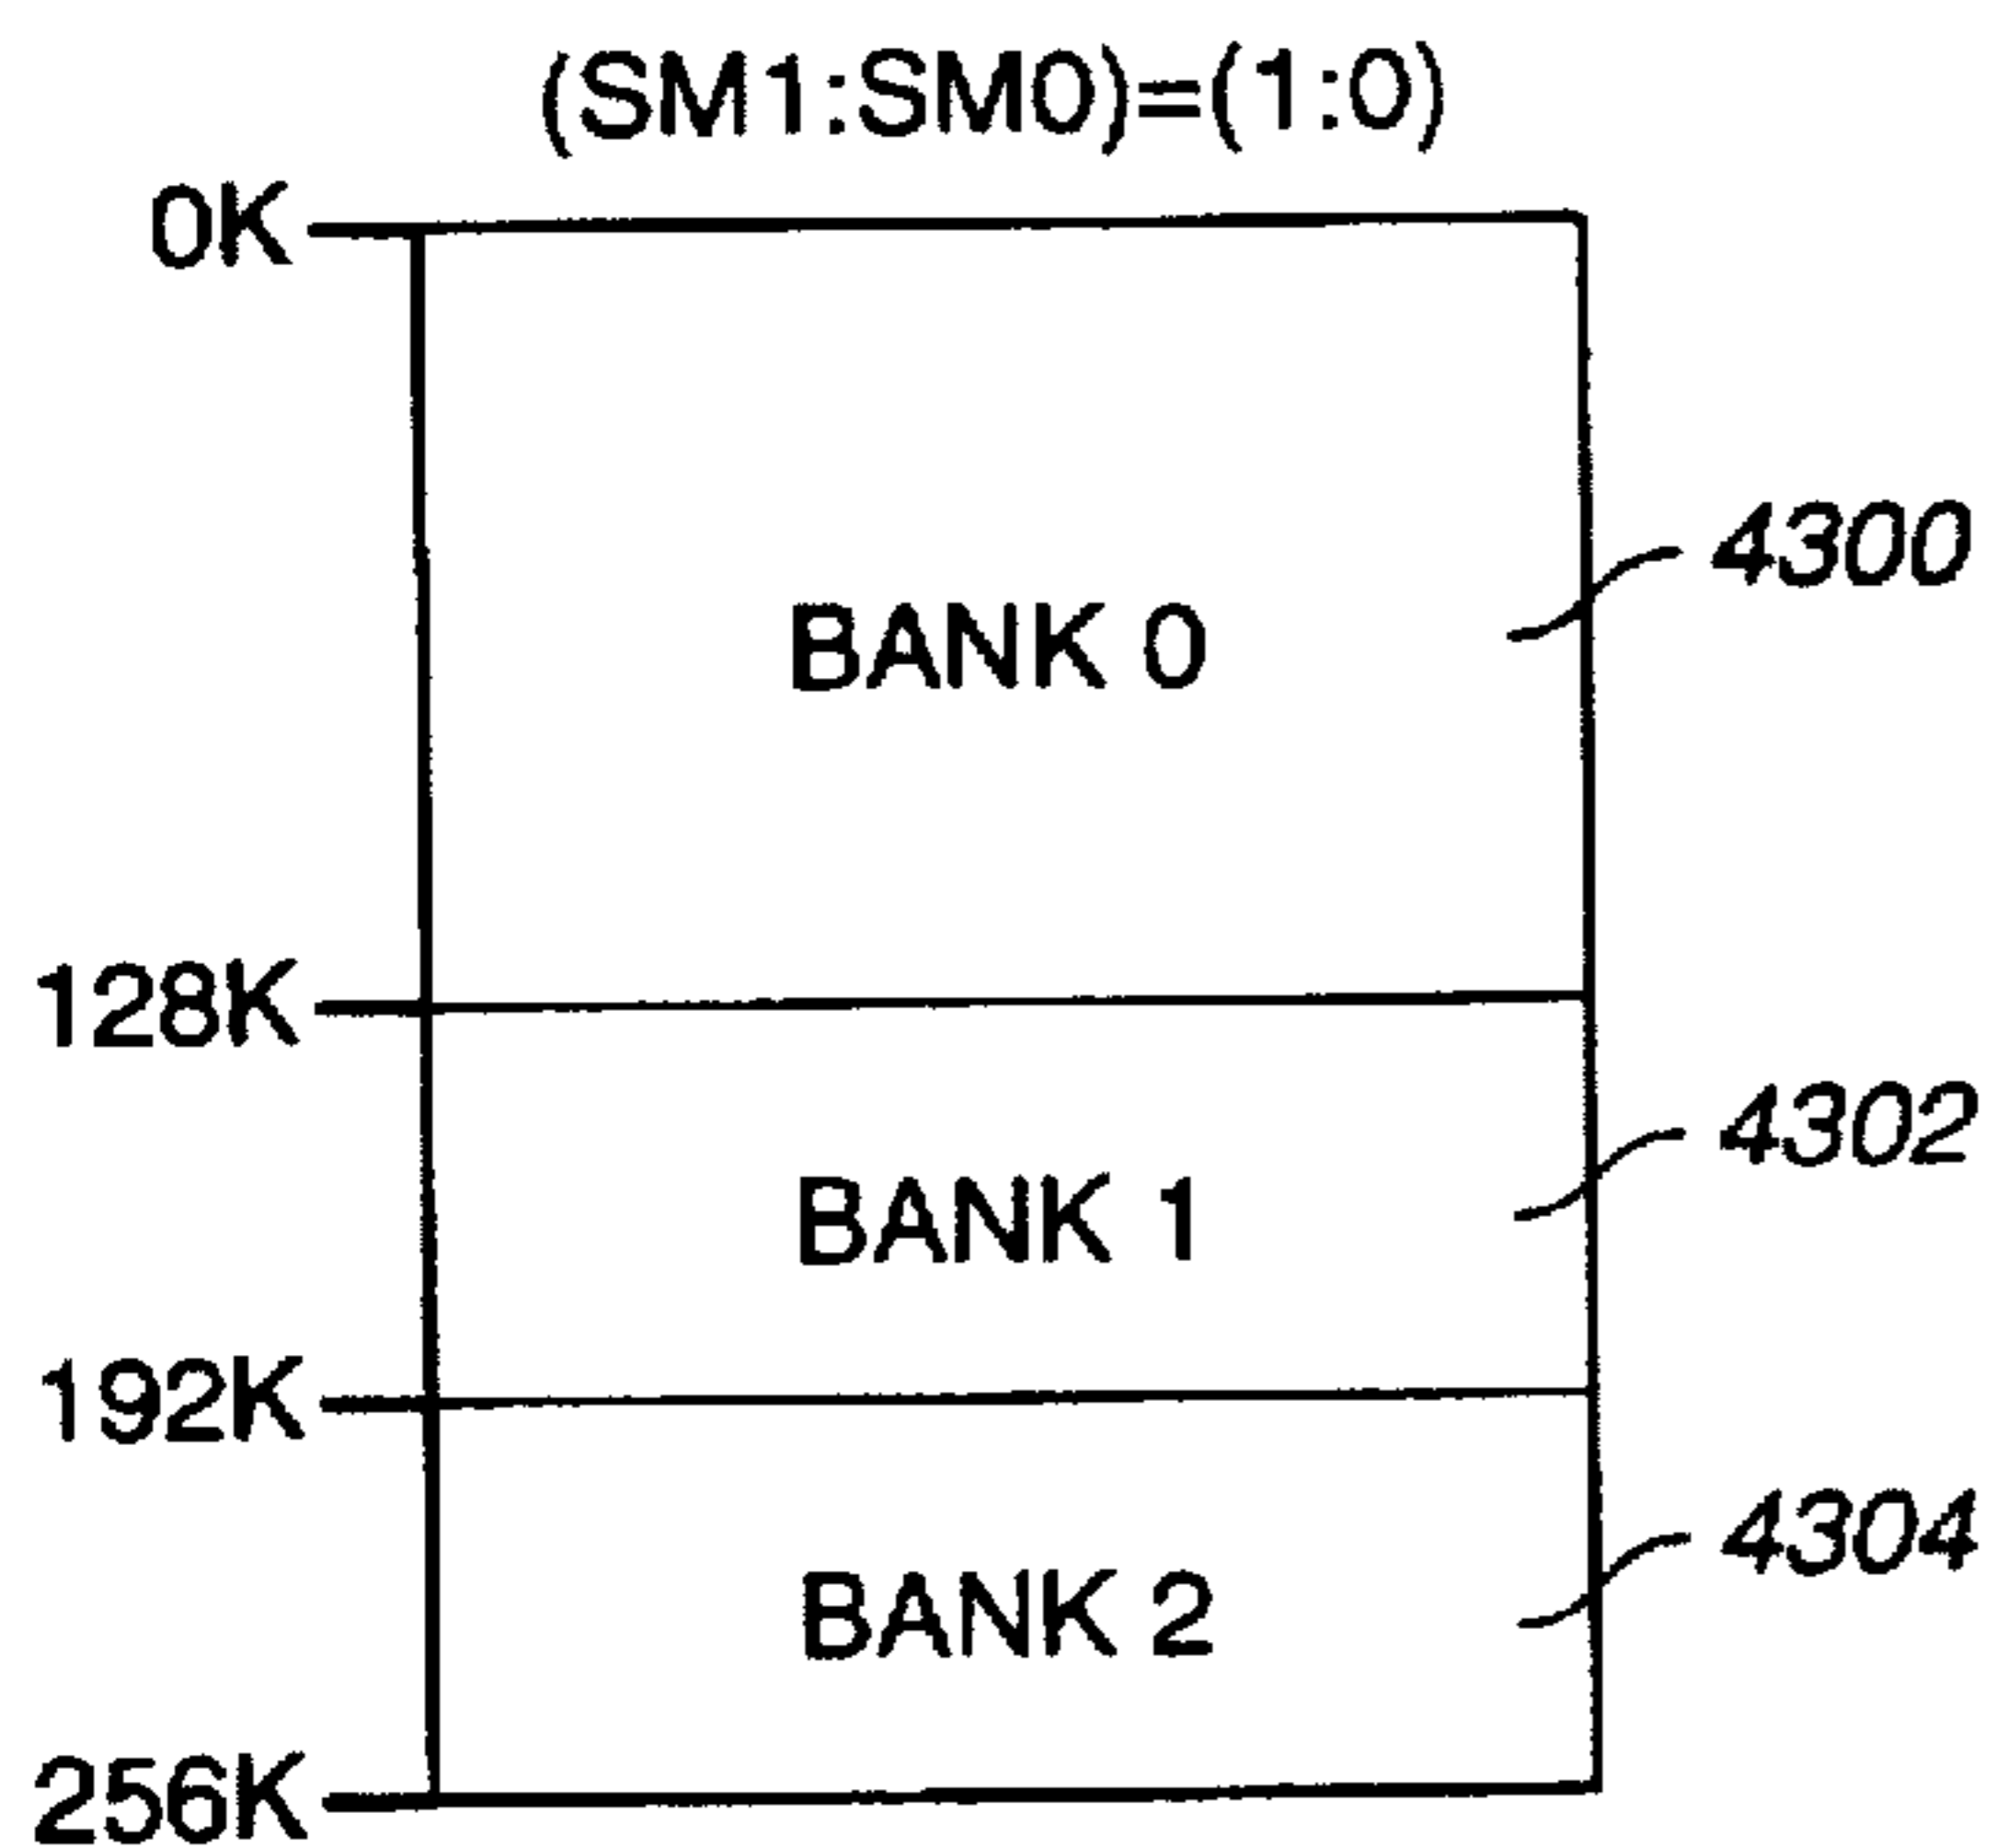 (SM1:SM0)=(1:0)
0K
4300
BANK 0
128K
4302
BANK 1
192K
4304
BANK 2
256K